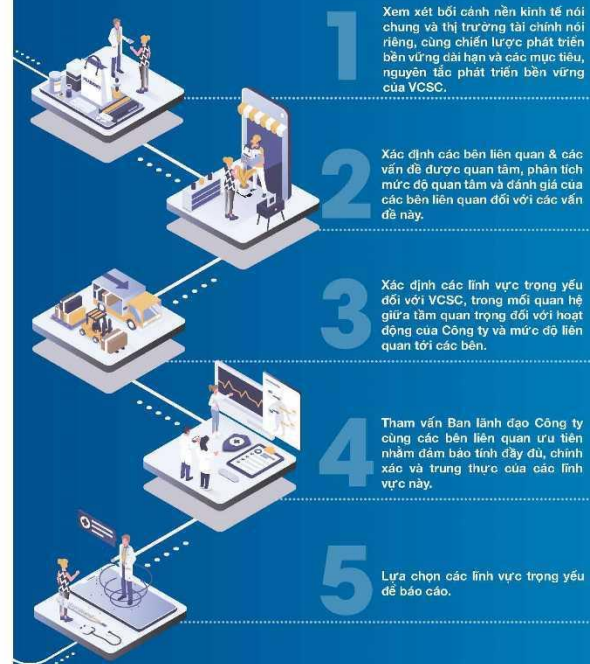 1
Xem xét bối cảnh nền kinh tế nói
chung và thị trường tài chính nói
riêng, cùng chiến lược phát triển
bền vững dài hạn và các mục tiêu,
nguyên tắc phát triển bền vững
của VCSC.
2
Xác định các bên liên quan & các
vấn đề được quan tâm, phân tích
mức độ quan tâm và đánh giá của
các bên liên quan đối với các vấn
đề này.
3
Xác định các lĩnh vực trọng yếu
đối với VCSC, trong mối quan hệ
giữa tầm quan trọng đối với hoạt
động của Công ty và mức độ liên
quan tới các bên.
4
Tham vấn Ban lãnh đạo Công ty
cùng các bên liên quan ưu tiên
nhằm đảm bảo tính đầy đủ, chính
xác và trung thực của các lĩnh
vực này.
5
Lựa chọn các lĩnh vực trọng yếu
để báo cáo.